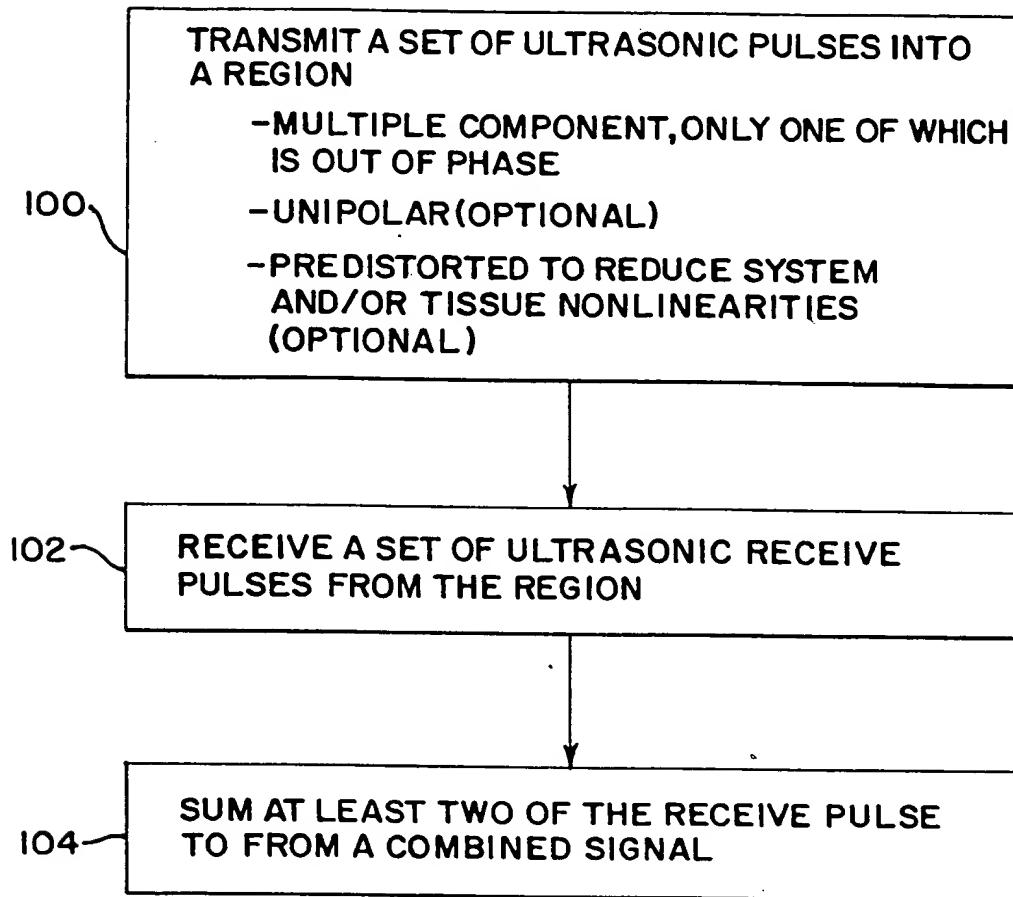 TRANSMIT A SET OF ULTRASONIC PULSES INTO
A REGION
-MULTIPLE COMPONENT, ONLY ONE OF WHICH
IS OUT OF PHASE
100
-UNIPOLAR (OPTIONAL)
-PREDISTORTED TO REDUCE SYSTEM
AND/OR TISSUE NONLINEARITIES
(OPTIONAL)
102
RECEIVE A SET OF ULTRASONIC RECEIVE
PULSES FROM THE REGION
104
SUM AT LEAST TWO OF THE RECEIVE PULSE
TO FROM A COMBINED SIGNAL